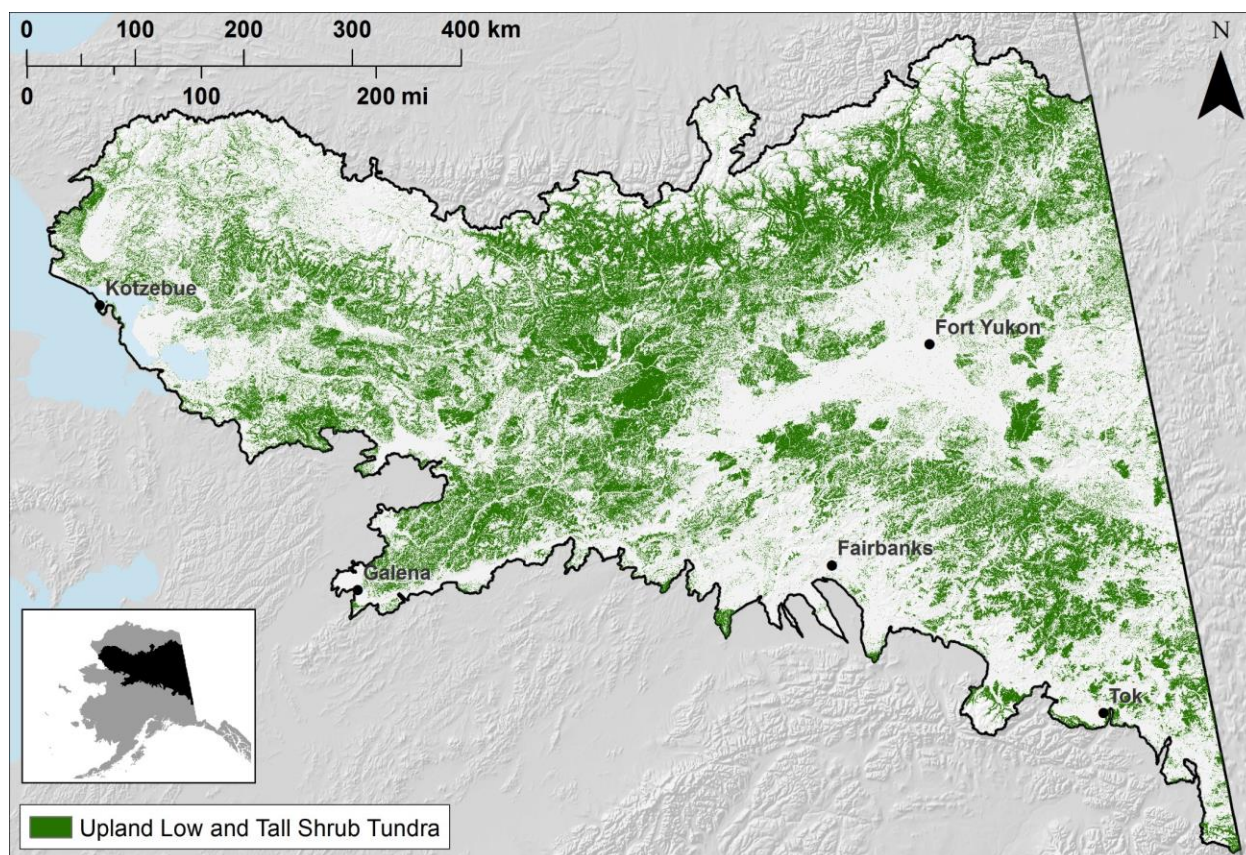 0 100 200 300 400 km
0 100 200 mi
N
Kotzebue
Fort Yukon
Fairbanks
Galena
Tok
Upland Low and Tall Shrub Tundra